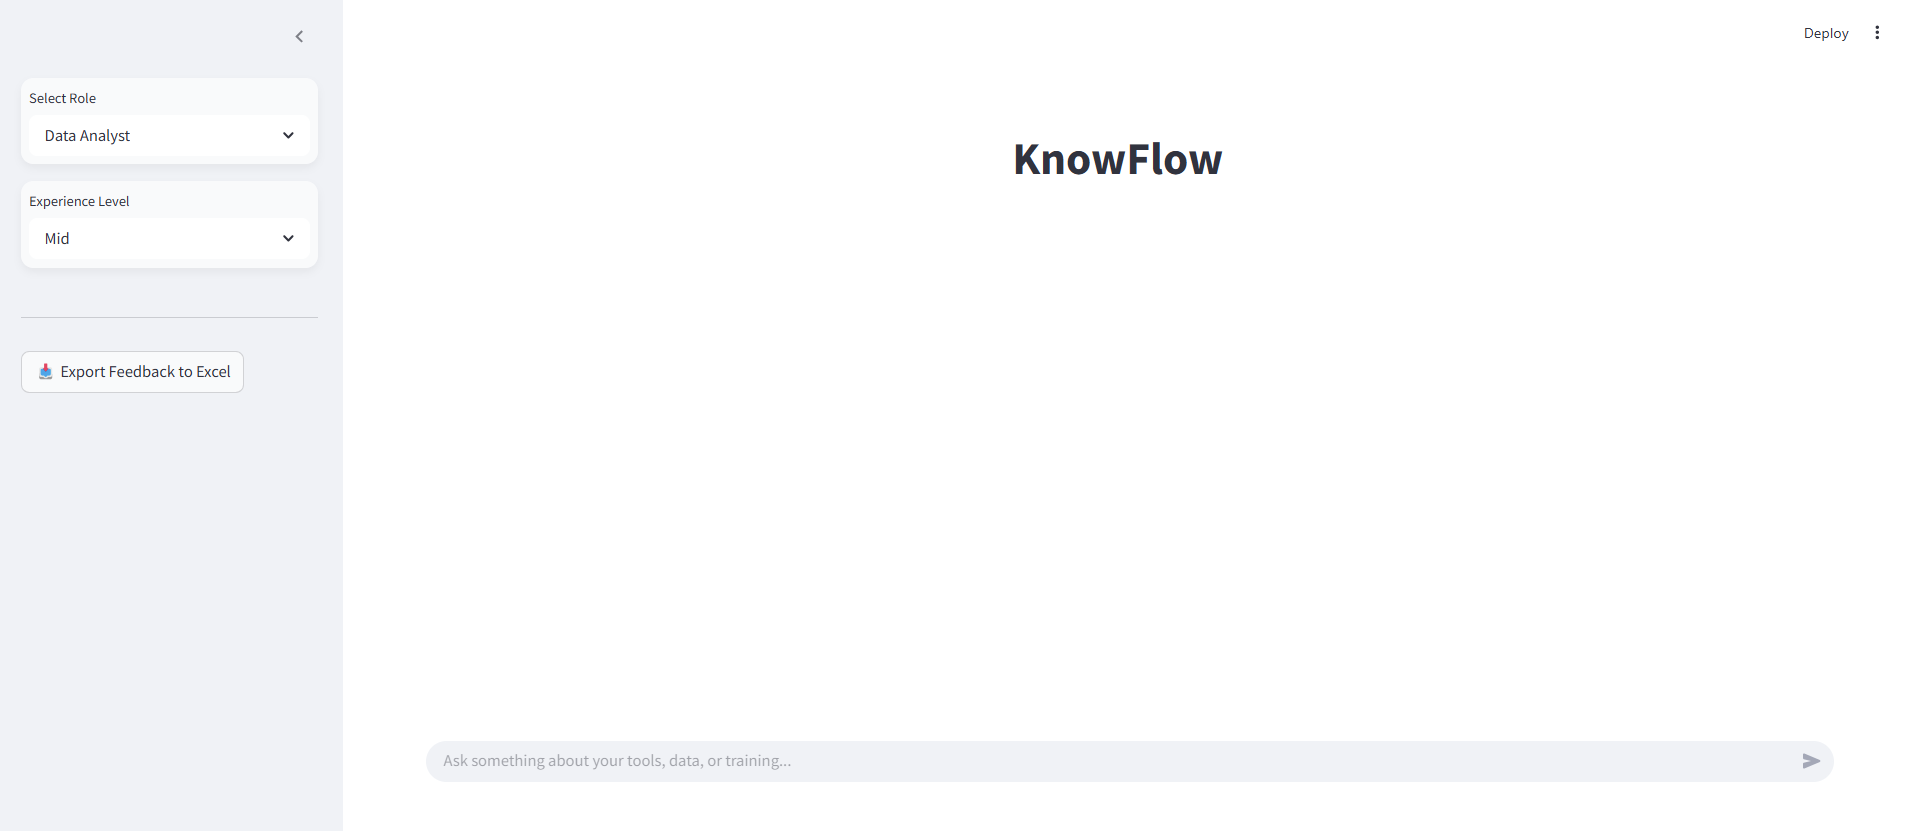 Deploy
Select Role
Data Analyst
Experience Level
Mid
Export Feedback to Excel
KnowFlow
Ask something about your tools, data, or training...